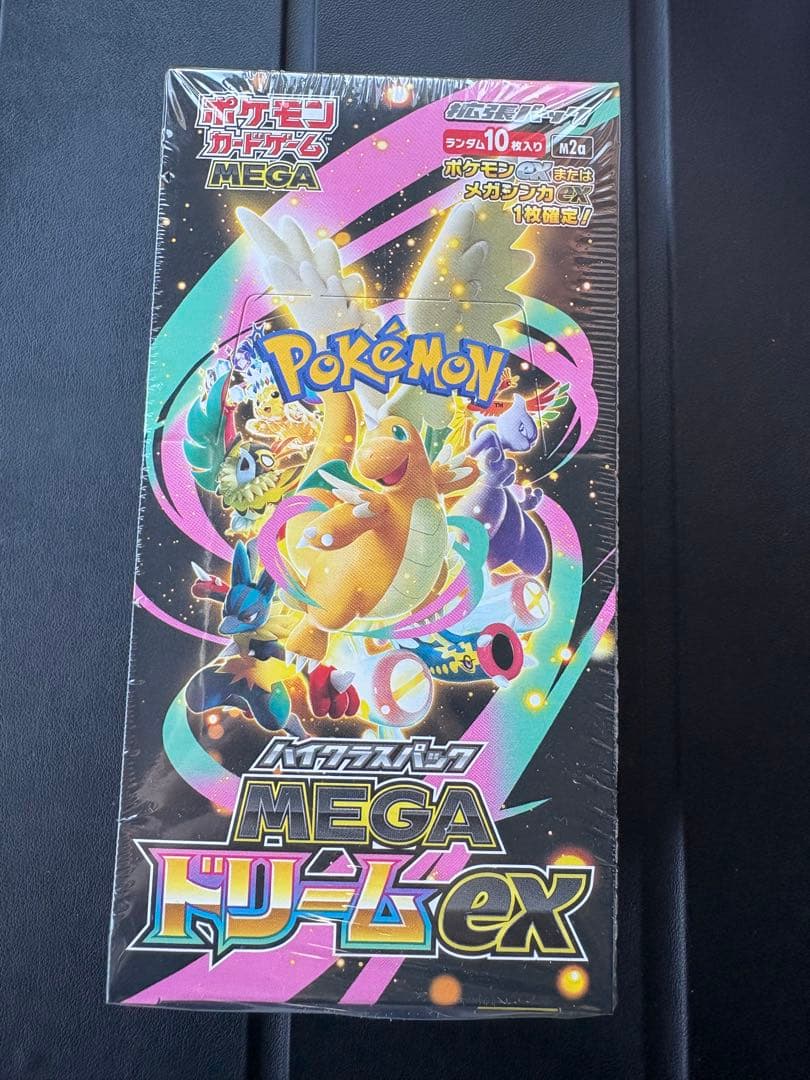 ポケモン
カードゲーム™
MEGA
拡張パック
ランダム10枚入り M2a
ポケモンexまたは
メガシンカex
1枚確定!
POKÉMON
TM
ハイクラスパック
MEGA
ドリームex